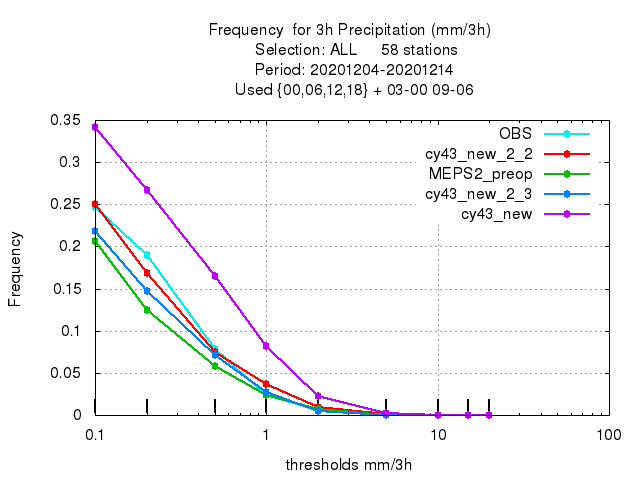 Frequency  for 3h Precipitation (mm/3h)
Selection: ALL     58 stations
Period: 20201204-20201214
Used {00,06,12,18} + 03-00 09-06
0.35
0.3
0.25
0.2
0.15
0.1
0.05
0
Frequency
OBS
cy43_new_2_2
MEPS2_preop
cy43_new_2_3
cy43_new
0.1 1 10 100
thresholds mm/3h